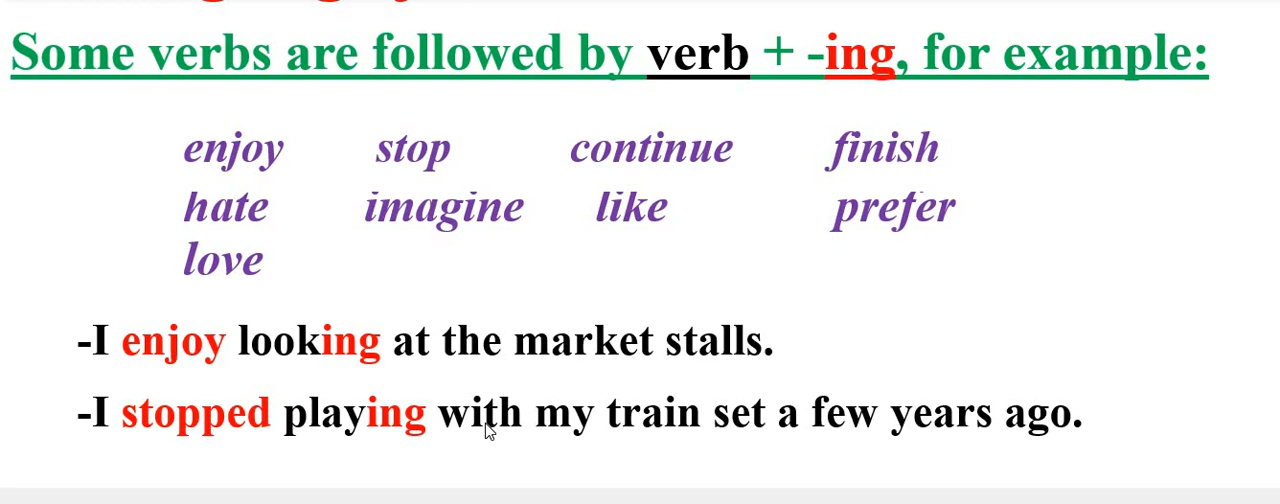 Some verbs are followed by verb + -ing, for example:
enjoy stop continue finish
hate imagine like prefer
love
-I enjoy looking at the market stalls.
-I stopped playing with my train set a few years ago.